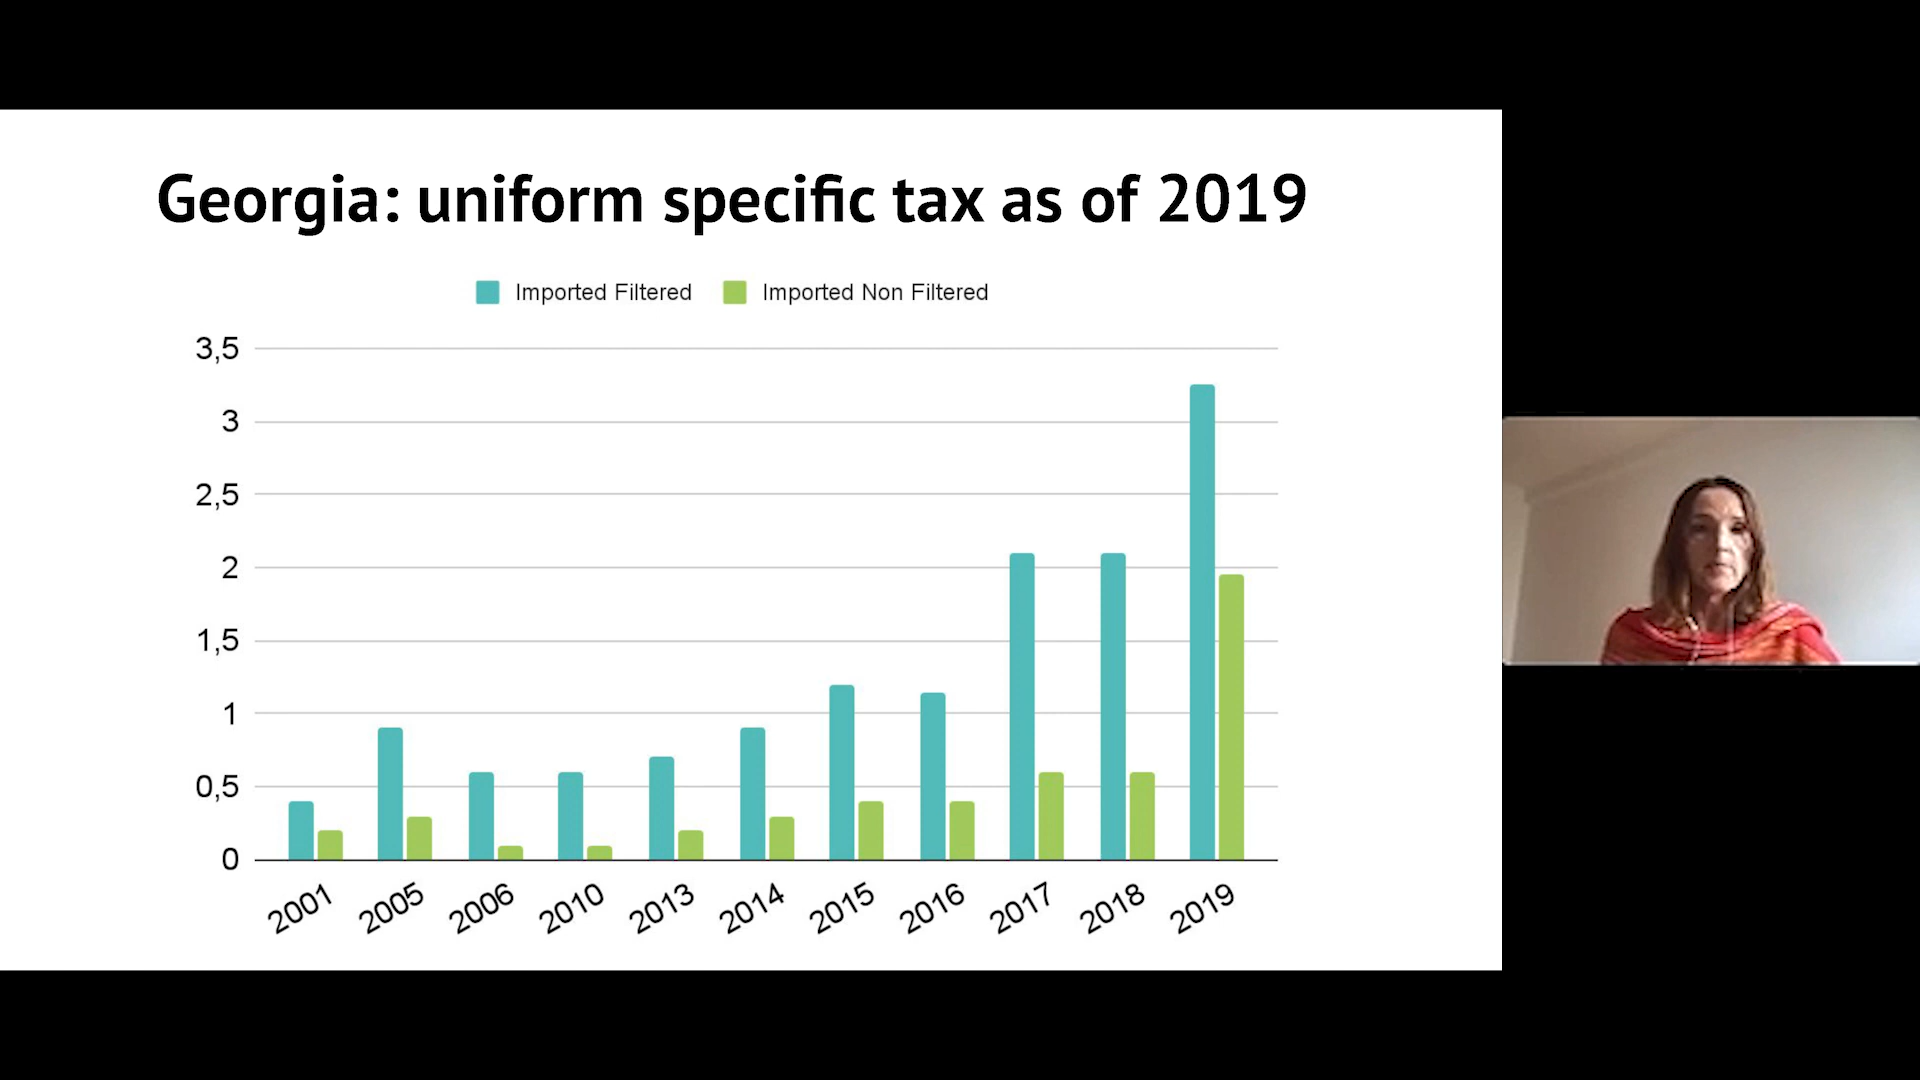 Georgia: uniform specific tax as of 2019
Imported Filtered Imported Non Filtered
3,5
3
2,5
2
1,5
1
0,5
0
2001 2005 2006 2010 2013 2014 2015 2016 2017 2018 2019